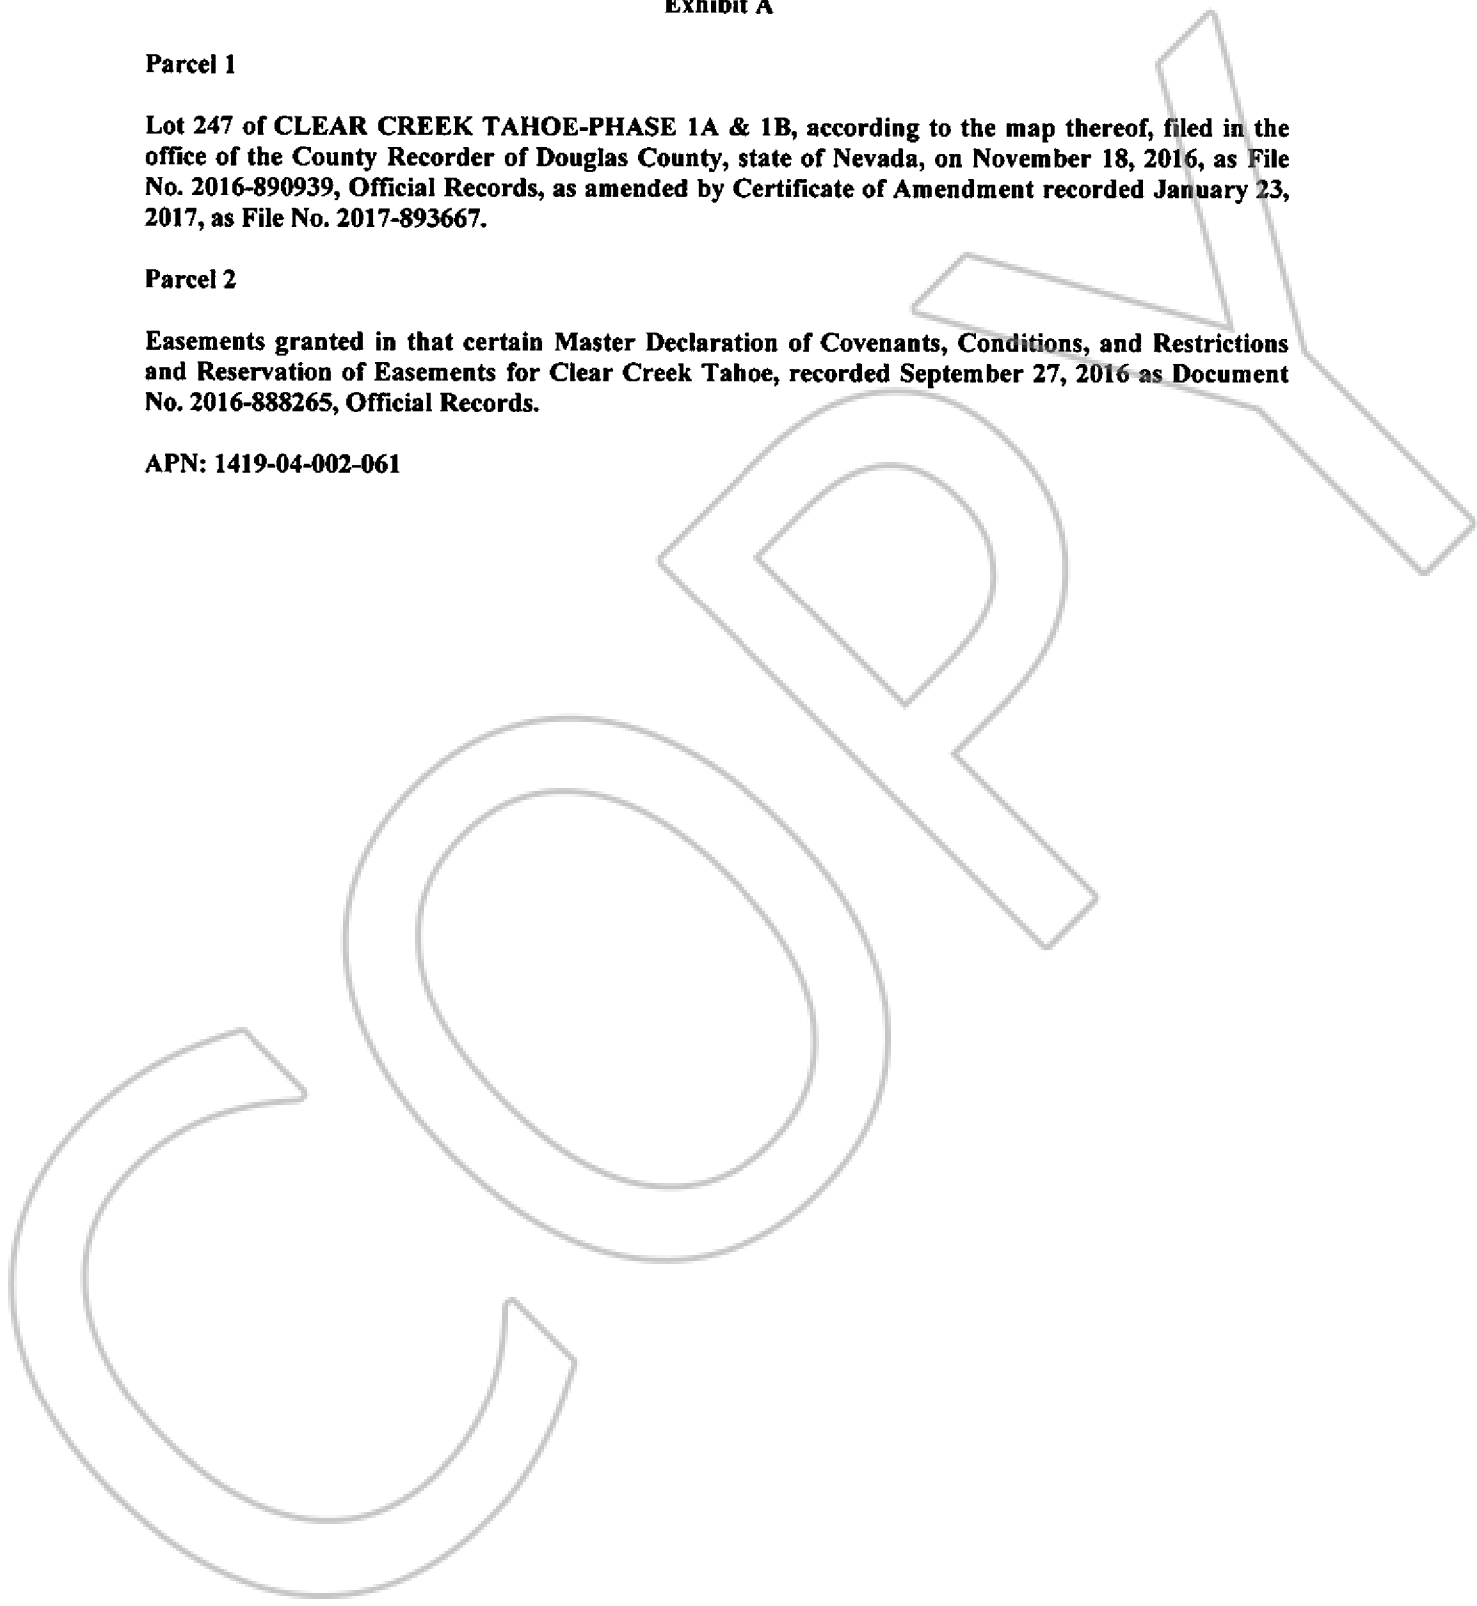 Exhibit A
Parcel 1
Lot 247 of CLEAR CREEK TAHOE-PHASE 1A & 1B, according to the map thereof, filed in the
office of the County Recorder of Douglas County, state of Nevada, on November 18, 2016, as File
No. 2016-890939, Official Records, as amended by Certificate of Amendment recorded January 23,
2017, as File No. 2017-893667.
Parcel 2
Easements granted in that certain Master Declaration of Covenants, Conditions, and Restrictions
and Reservation of Easements for Clear Creek Tahoe, recorded September 27, 2016 as Document
No. 2016-888265, Official Records.
APN: 1419-04-002-061
COPY